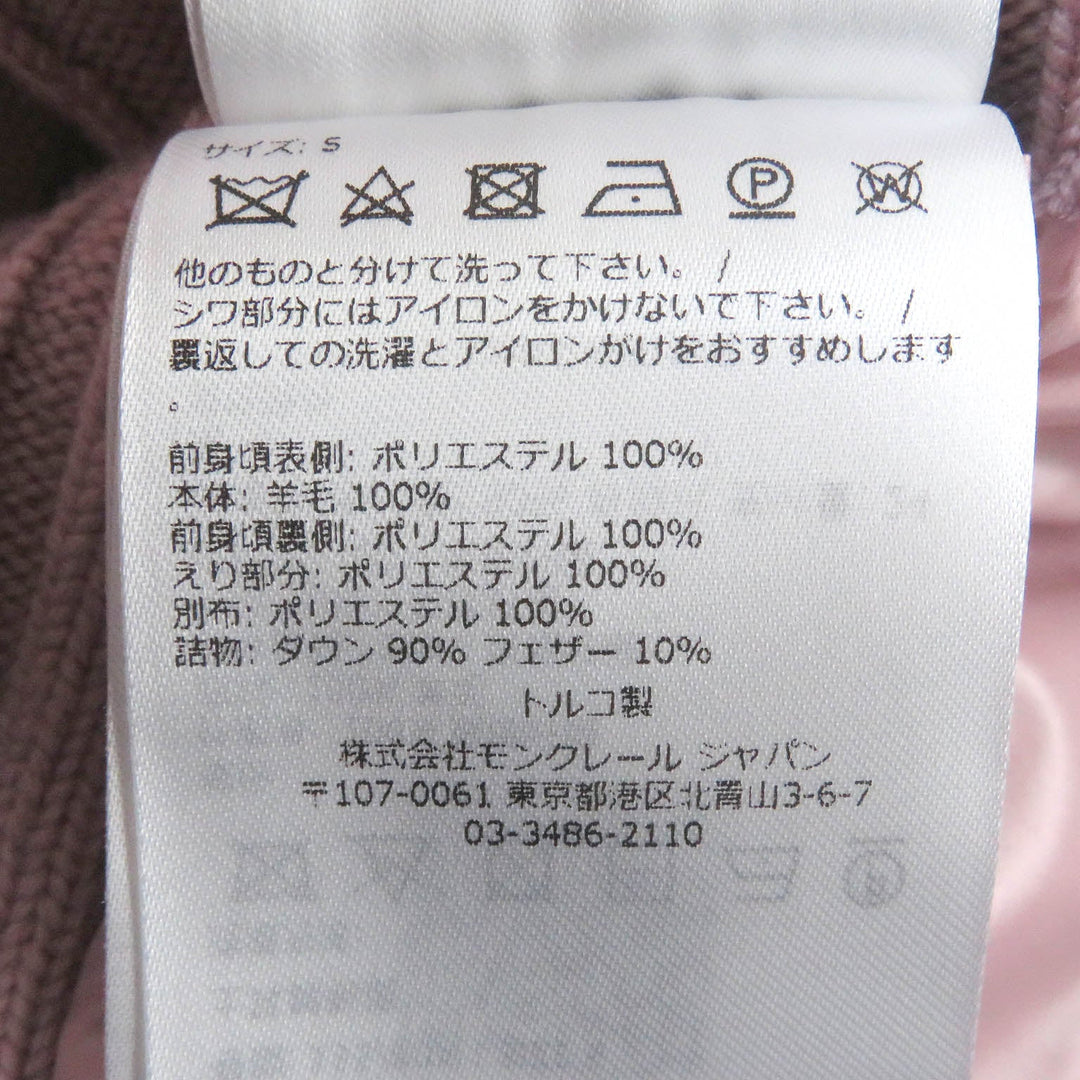 サイズ: S
他のものと分けて洗って下さい。 /
シワ部分にはアイロンをかけないで下さい。 /
裏返しての洗濯とアイロンがけをおすすめします
。
前身頃表側: ポリエステル 100%
本体: 羊毛 100%
前身頃裏側: ポリエステル 100%
えり部分: ポリエステル 100%
別布: ポリエステル 100%
詰物: ダウン 90% フェザー 10%
トルコ製
株式会社モンクレール ジャパン
〒107-0061 東京都港区北青山3-6-7
03-3486-2110